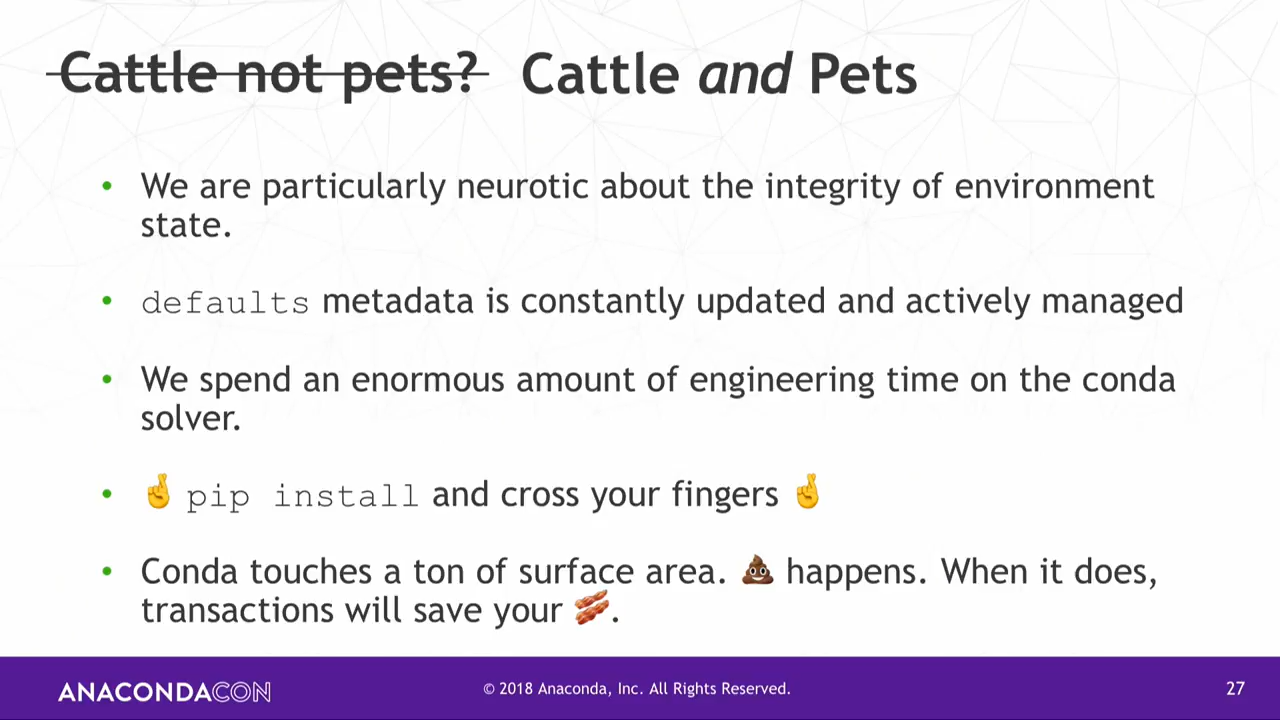 Cattle not pets? Cattle and Pets
• We are particularly neurotic about the integrity of environment
state.
• defaults metadata is constantly updated and actively managed
• We spend an enormous amount of engineering time on the conda
solver.
• 🤞 pip install and cross your fingers 🤞
• Conda touches a ton of surface area. 💩 happens. When it does,
transactions will save your 🥓.
ANACONDACON
© 2018 Anaconda, Inc. All Rights Reserved.
27